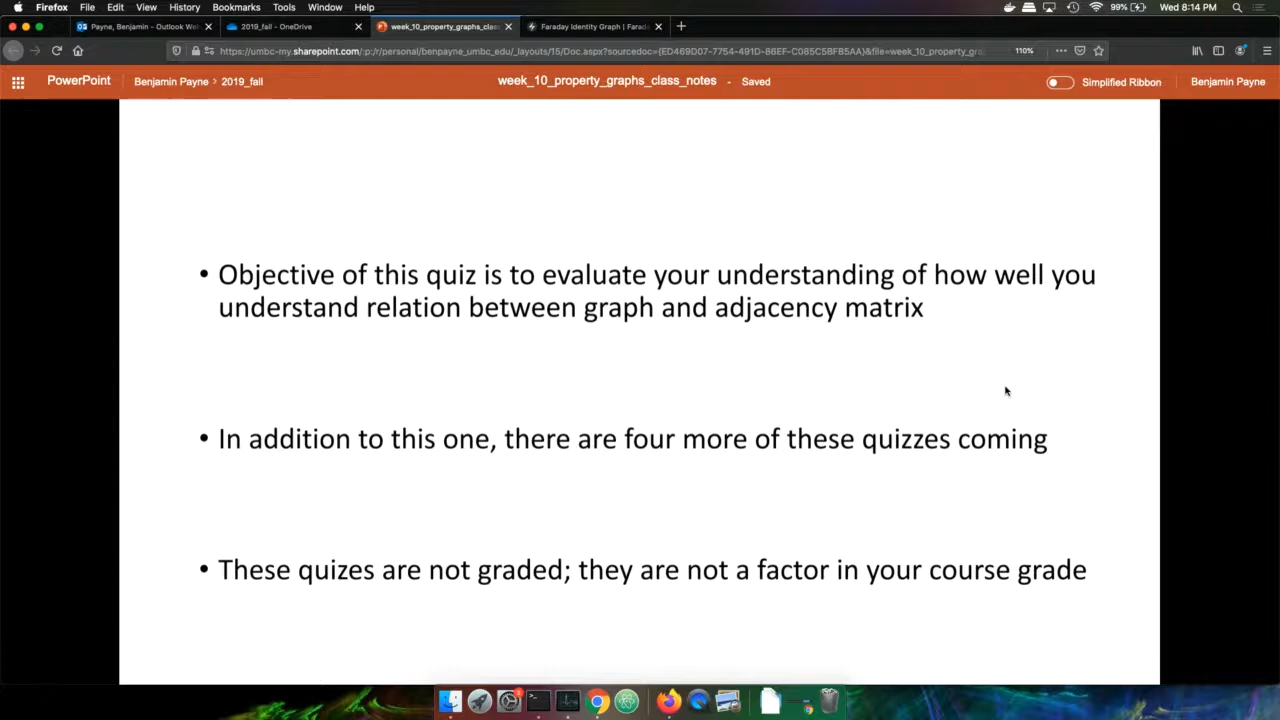 Firefox File Edit View History Bookmarks Tools Window Help 99% Wed 8:14 PM
Payne, Benjamin - Outlook We 2019_fall - OneDrive week_10_property_graphs_clas Faraday Identity Graph | Farad
https://umbc-my.sharepoint.com/:p:/r/personal/benpayne_umbc_edu/_layouts/15/Doc.aspx?sourcedoc={ED469D07-7754-491D-86EF-C085C5BFB5AA}&file=week_10_property_gr 110%
PowerPoint Benjamin Payne > 2019_fall week_10_property_graphs_class_notes - Saved Simplified Ribbon Benjamin Payne
• Objective of this quiz is to evaluate your understanding of how well you
understand relation between graph and adjacency matrix
• In addition to this one, there are four more of these quizzes coming
• These quizes are not graded; they are not a factor in your course grade